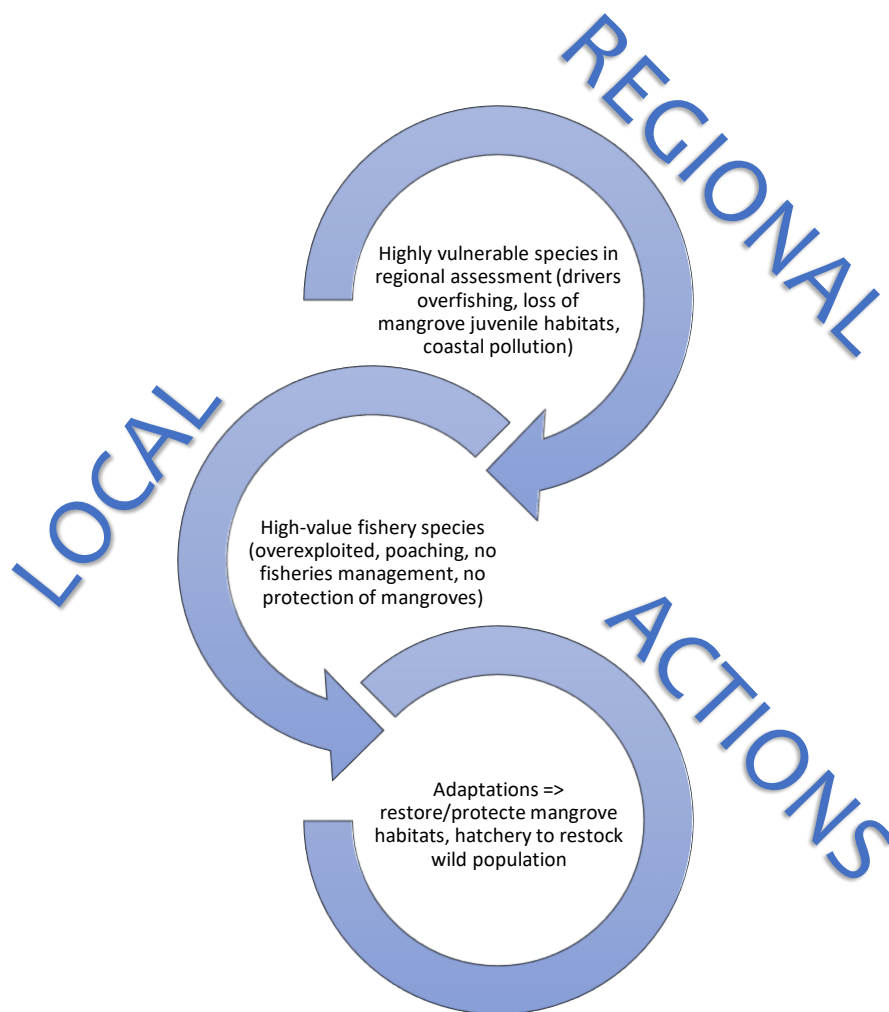 REGIONAL
Highly vulnerable species in
regional assessment (drivers
overfishing, loss of
mangrove juvenile habitats,
coastal pollution)
LOCAL
High-value fishery species
(overexploited, poaching, no
fisheries management, no
protection of mangroves)
ACTIONS
Adaptations =>
restore/protecte mangrove
habitats, hatchery to restock
wild population